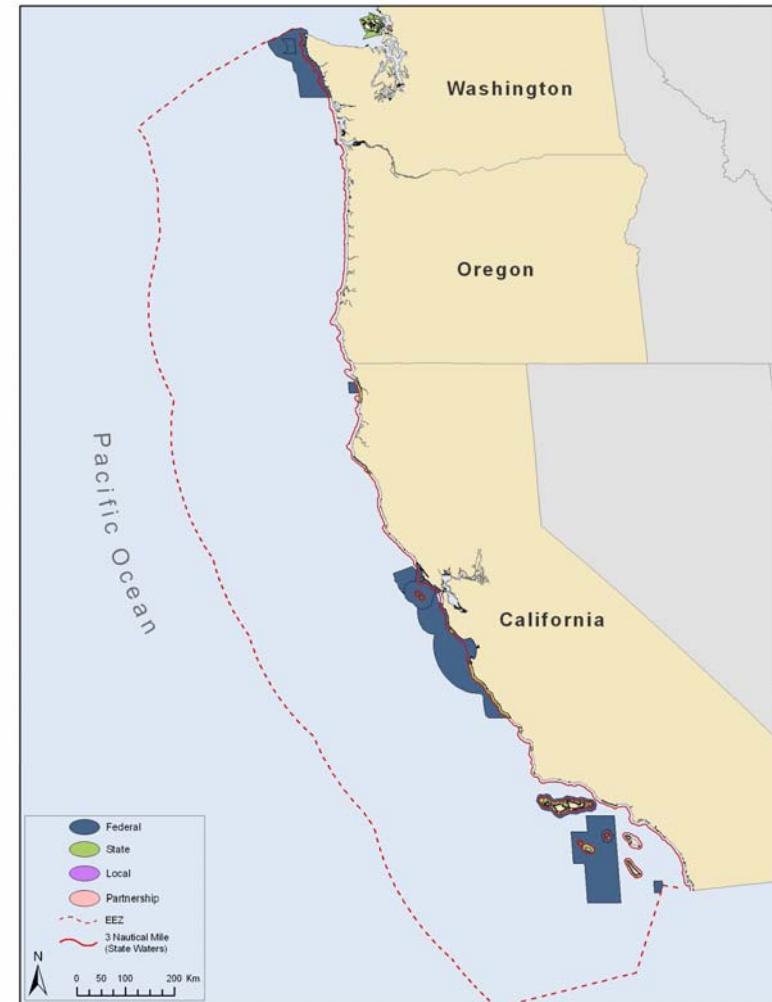 Washington
Oregon
Pacific Ocean
California
Federal
State
Local
Partnership
EEZ
3 Nautical Mile
(State Waters)
N
0 50 100 200 Km